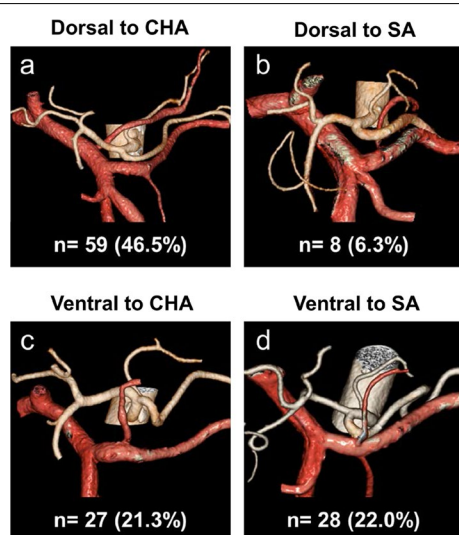 Dorsal to CHA
Dorsal to SA
a
b
n= 59 (46.5%)
n= 8 (6.3%)
Ventral to CHA
Ventral to SA
c
d
n= 27 (21.3%)
n= 28 (22.0%)